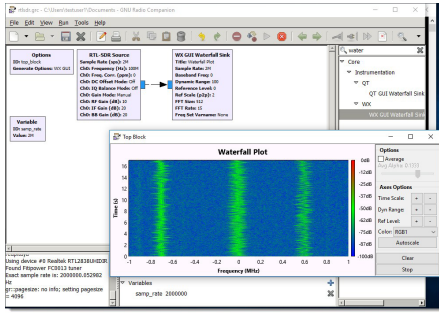 rtlsdr.grc - C:\Users\testuser1\Documents - GNU Radio Companion
File Edit View Run Tools Help
Options
ID: top_block
Generate Options: WX GUI
RTL-SDR Source
Sample Rate (sps): 2M
Ch0: Frequency (Hz): 100M
Ch0: Freq. Corr. (ppm): 0
Ch0: DC Offset Mode: Off
Ch0: IQ Balance Mode: Off
Ch0: Gain Mode: Manual
Ch0: RF Gain (dB): 10
Ch0: IF Gain (dB): 20
Ch0: BB Gain (dB): 20
WX GUI Waterfall Sink
Title: Waterfall Plot
Sample Rate: 2M
Baseband Freq: 0
Dynamic Range: 100
Reference Level: 0
Ref Scale (p2p): 2
FFT Size: 512
FFT Rate: 15
Freq Set Varname: None
Variable
ID: samp_rate
Value: 2M
water
Core
Instrumentation
QT
QT GUI Waterfall Sink
WX
WX GUI Waterfall Sink
Top Block
Waterfall Plot
Time (s)
16
14
12
10
8
6
4
2
0
-1 -0.8 -0.6 -0.4 -0.2 0 0.2 0.4 0.6 0.8 1
Frequency (MHz)
0dB
-12dB
-25dB
-37dB
-50dB
-62dB
-75dB
-87dB
-100dB
Options
Average
Avg Alpha: 0.1333
Axes Options
Time Scale: + -
Dyn Range: + -
Ref Level: + -
Color: RGB1
Autoscale
Clear
Stop
Using device #0 Realtek RTL2838UHIDIR
Found Fitipower FC0013 tuner
Exact sample rate is: 2000000.052982
Hz
gr::pagesize: no info; setting pagesize
= 4096
Variables
samp_rate 2000000